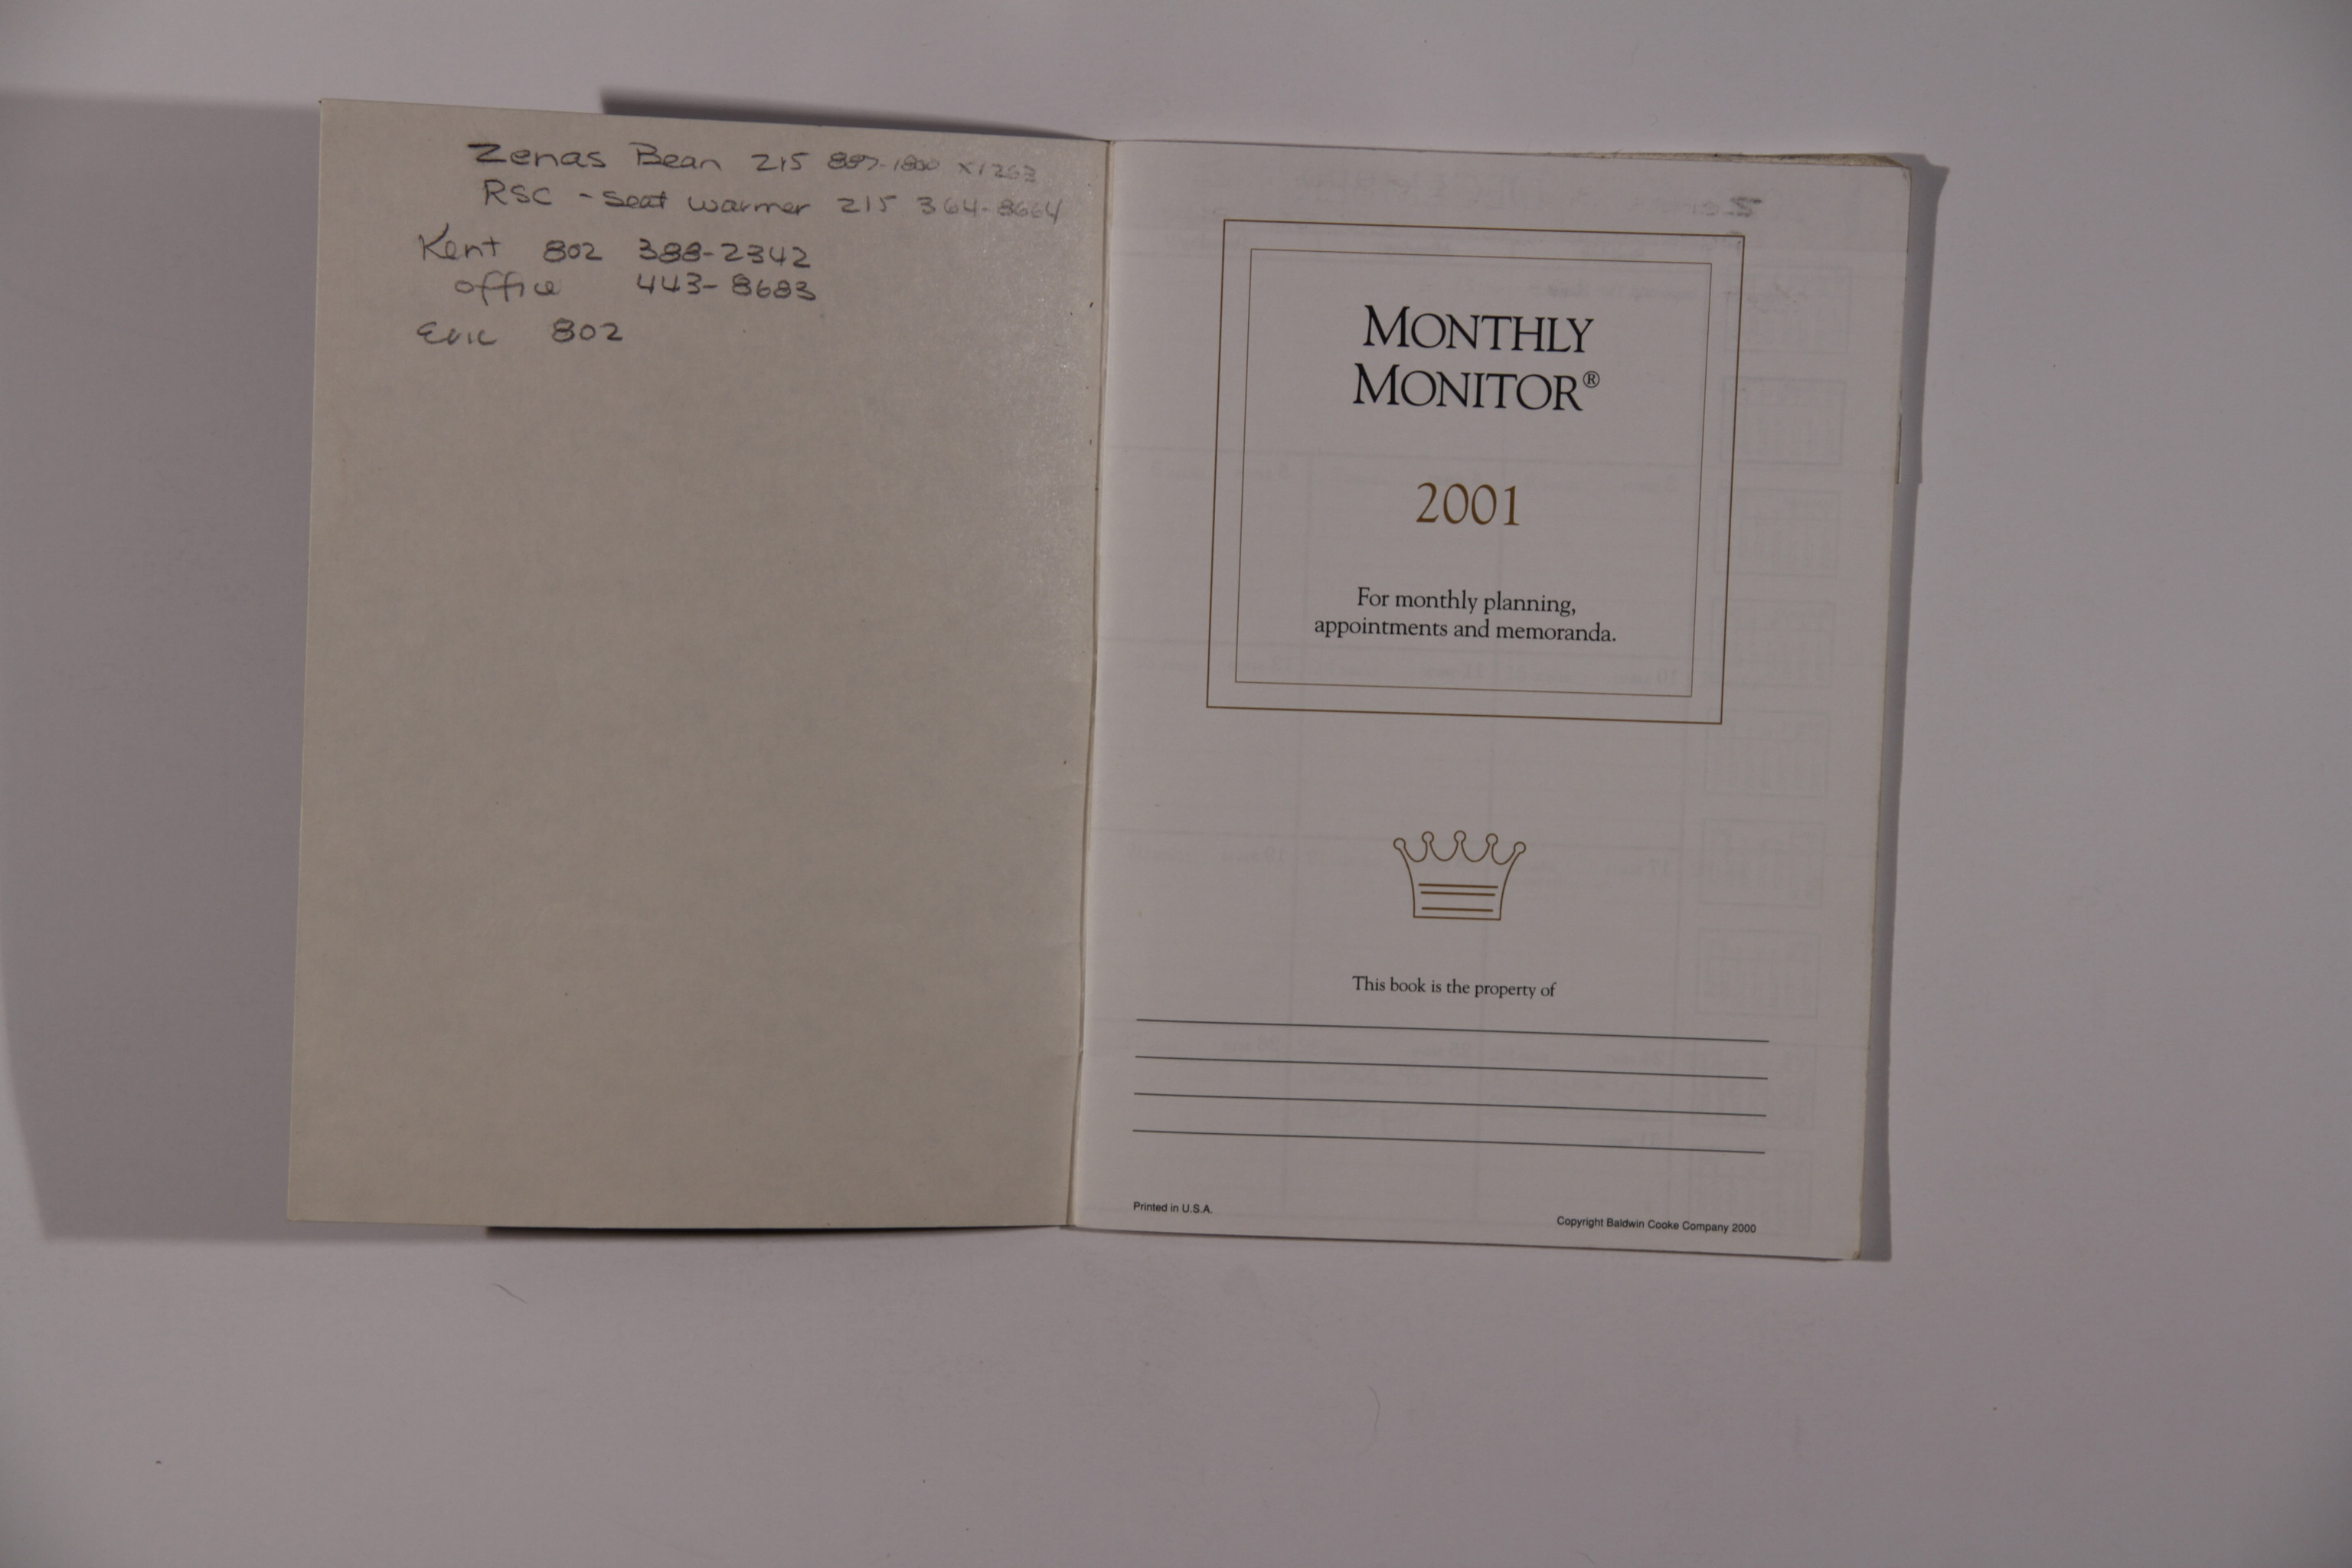 Zenas Bean 215 887-1800 x1263
RSC - Seat warmer 215 364-8664
Kent 802 388-2342
office 443-8683
Eric 802
MONTHLY
MONITOR®
2001
For monthly planning,
appointments and memoranda.
This book is the property of
Printed in U.S.A.
Copyright Baldwin Cooke Company 2000